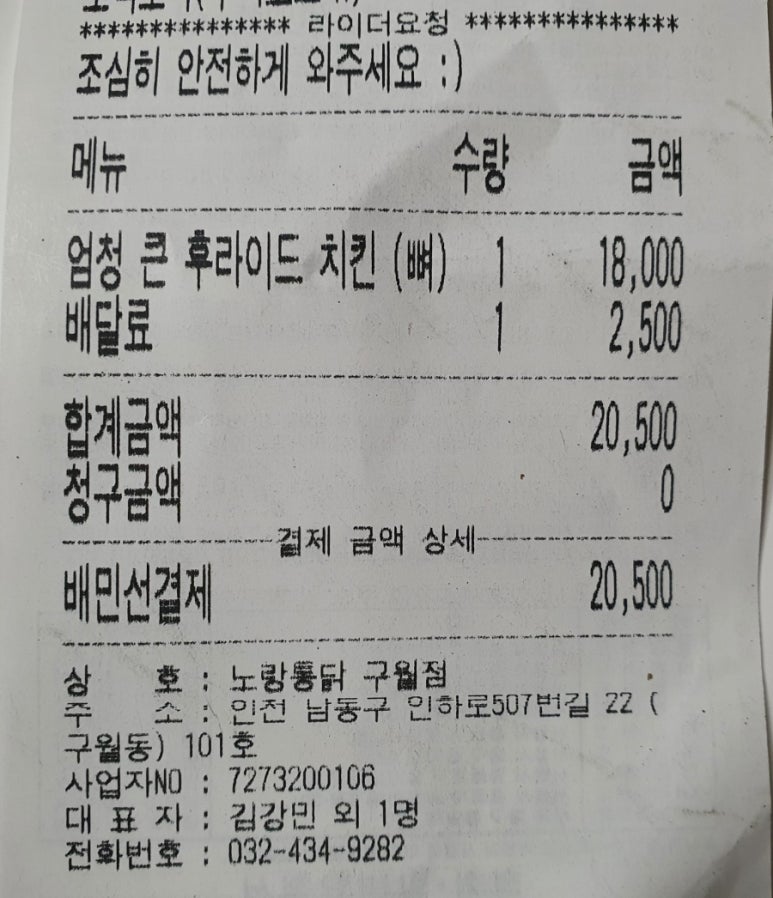 *************** 라이더요청 ***************
조심히 안전하게 와주세요 :)
메뉴 수량 금액
엄청 큰 후라이드 치킨 (뼈) 1 18,000
배달료 1 2,500
합계금액 20,500
청구금액 0
결제 금액 상세
배민선결제 20,500
상 호 : 노랑통닭 구월점
주 소 : 인천 남동구 인하로507번길 22 (
구월동) 101호
사업자NO : 7273200106
대 표 자 : 김강민 외 1명
전화번호 : 032-434-9282